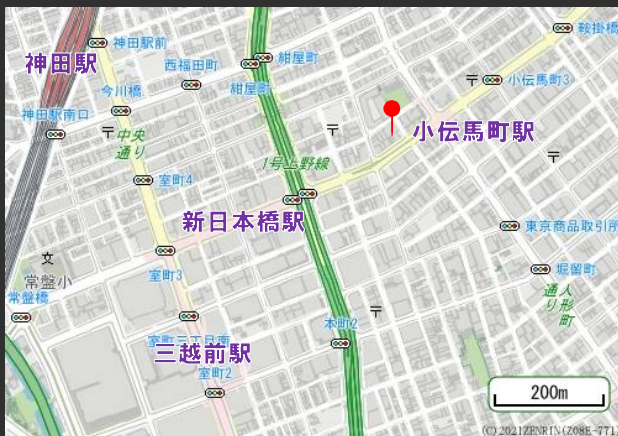 鞍掛橋
神田駅前
神田駅
西福田町
紺屋町
小伝馬町3
今川橋
紺屋町
神田駅南口
中央通り
小伝馬町駅
1号上野線
室町4
新日本橋駅
東京商品取引所
文
室町3
堀留町
常盤小
人形町通り
常盤橋
室町三丁目南
本町2
三越前駅
室町2
200m
(C)2021ZENRIN(Z08E-771)